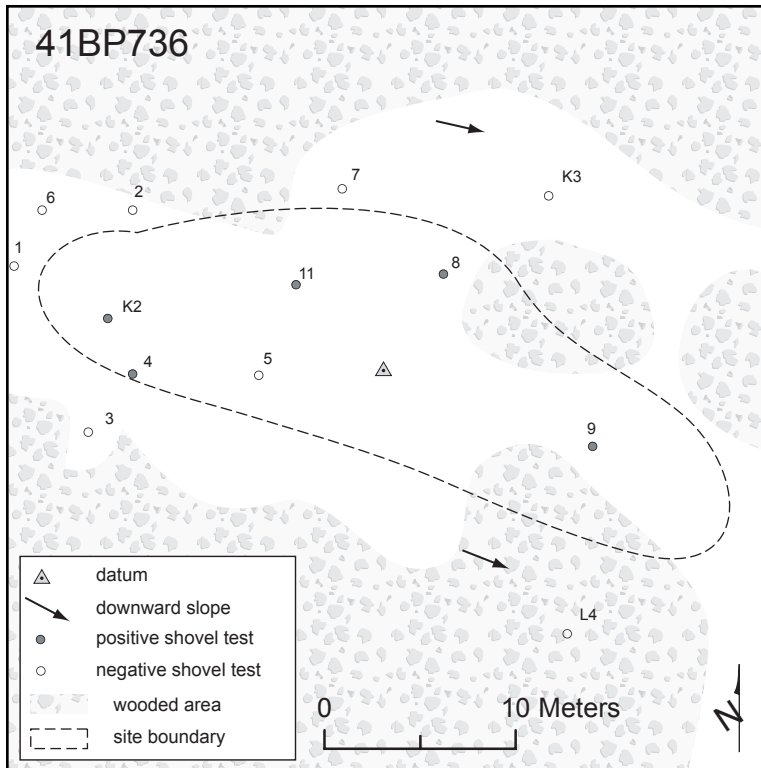 41BP736
K3
7
6
2
1
8
11
K2
4
5
3
9
L4
datum
downward slope
positive shovel test
negative shovel test
wooded area
site boundary
0 10 Meters
N